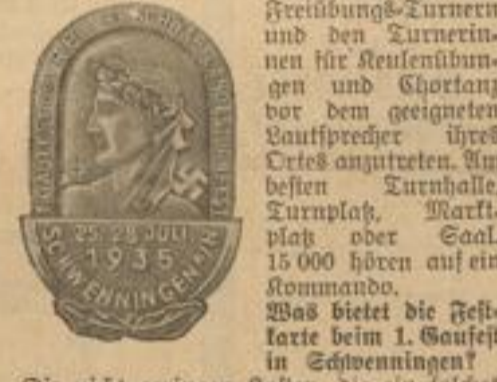 25. 28. JULI
1935
SCHWENNINGEN A/N
Freiübungs-Turnern
und den Turnerin-
nen für Keulenübun-
gen und Chortanz
vor dem geeigneten
Lautsprecher ihres
Ortes anzutreten. Am
besten Turnhalle,
Turnplatz, Markt-
platz oder Saal.
15 000 hören auf ein
Kommando.
Was bietet die Fest-
karte beim 1. Gaufest
in Schwenningen?